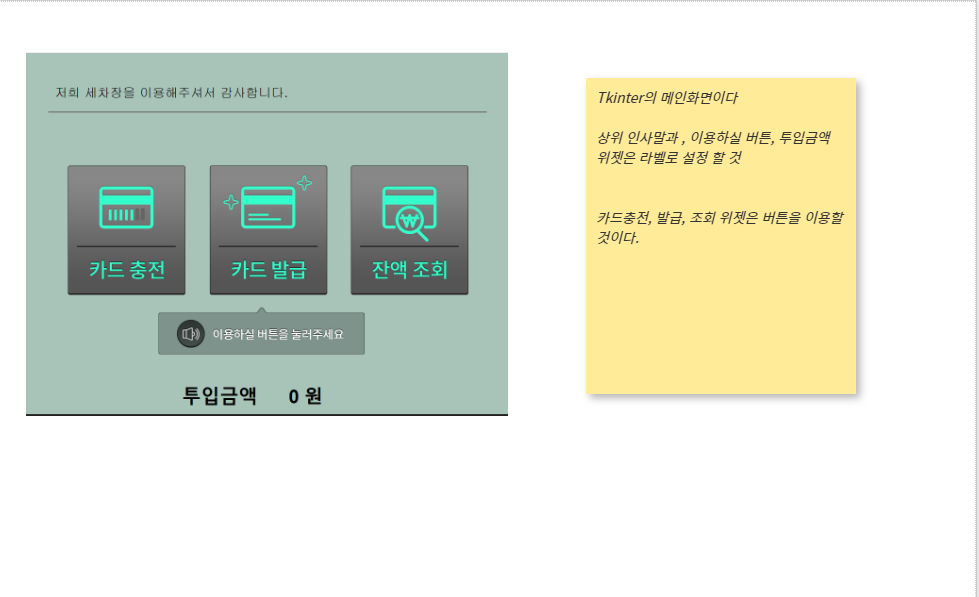 저희 세차장을 이용해주셔서 감사합니다.
카드 충전
카드 발급
잔액 조회
이용하실 버튼을 눌러주세요
투입금액 0 원
Tkinter의 메인화면이다
상위 인사말과 , 이용하실 버튼, 투입금액
위젯은 라벨로 설정 할 것
카드충전, 발급, 조회 위젯은 버튼을 이용할
것이다.